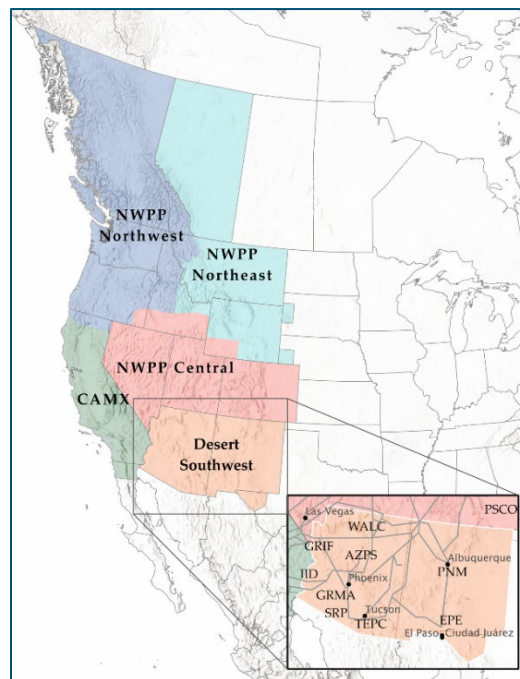 NWPP
Northwest
NWPP
Northeast
NWPP Central
CAMX
Desert
Southwest
Las Vegas
PSCO
WALC
GRIF
AZPS
Albuquerque
IID
Phoenix
PNM
GRMA
SRP
Tucson
TEPC
EPE
El Paso
Ciudad Juárez